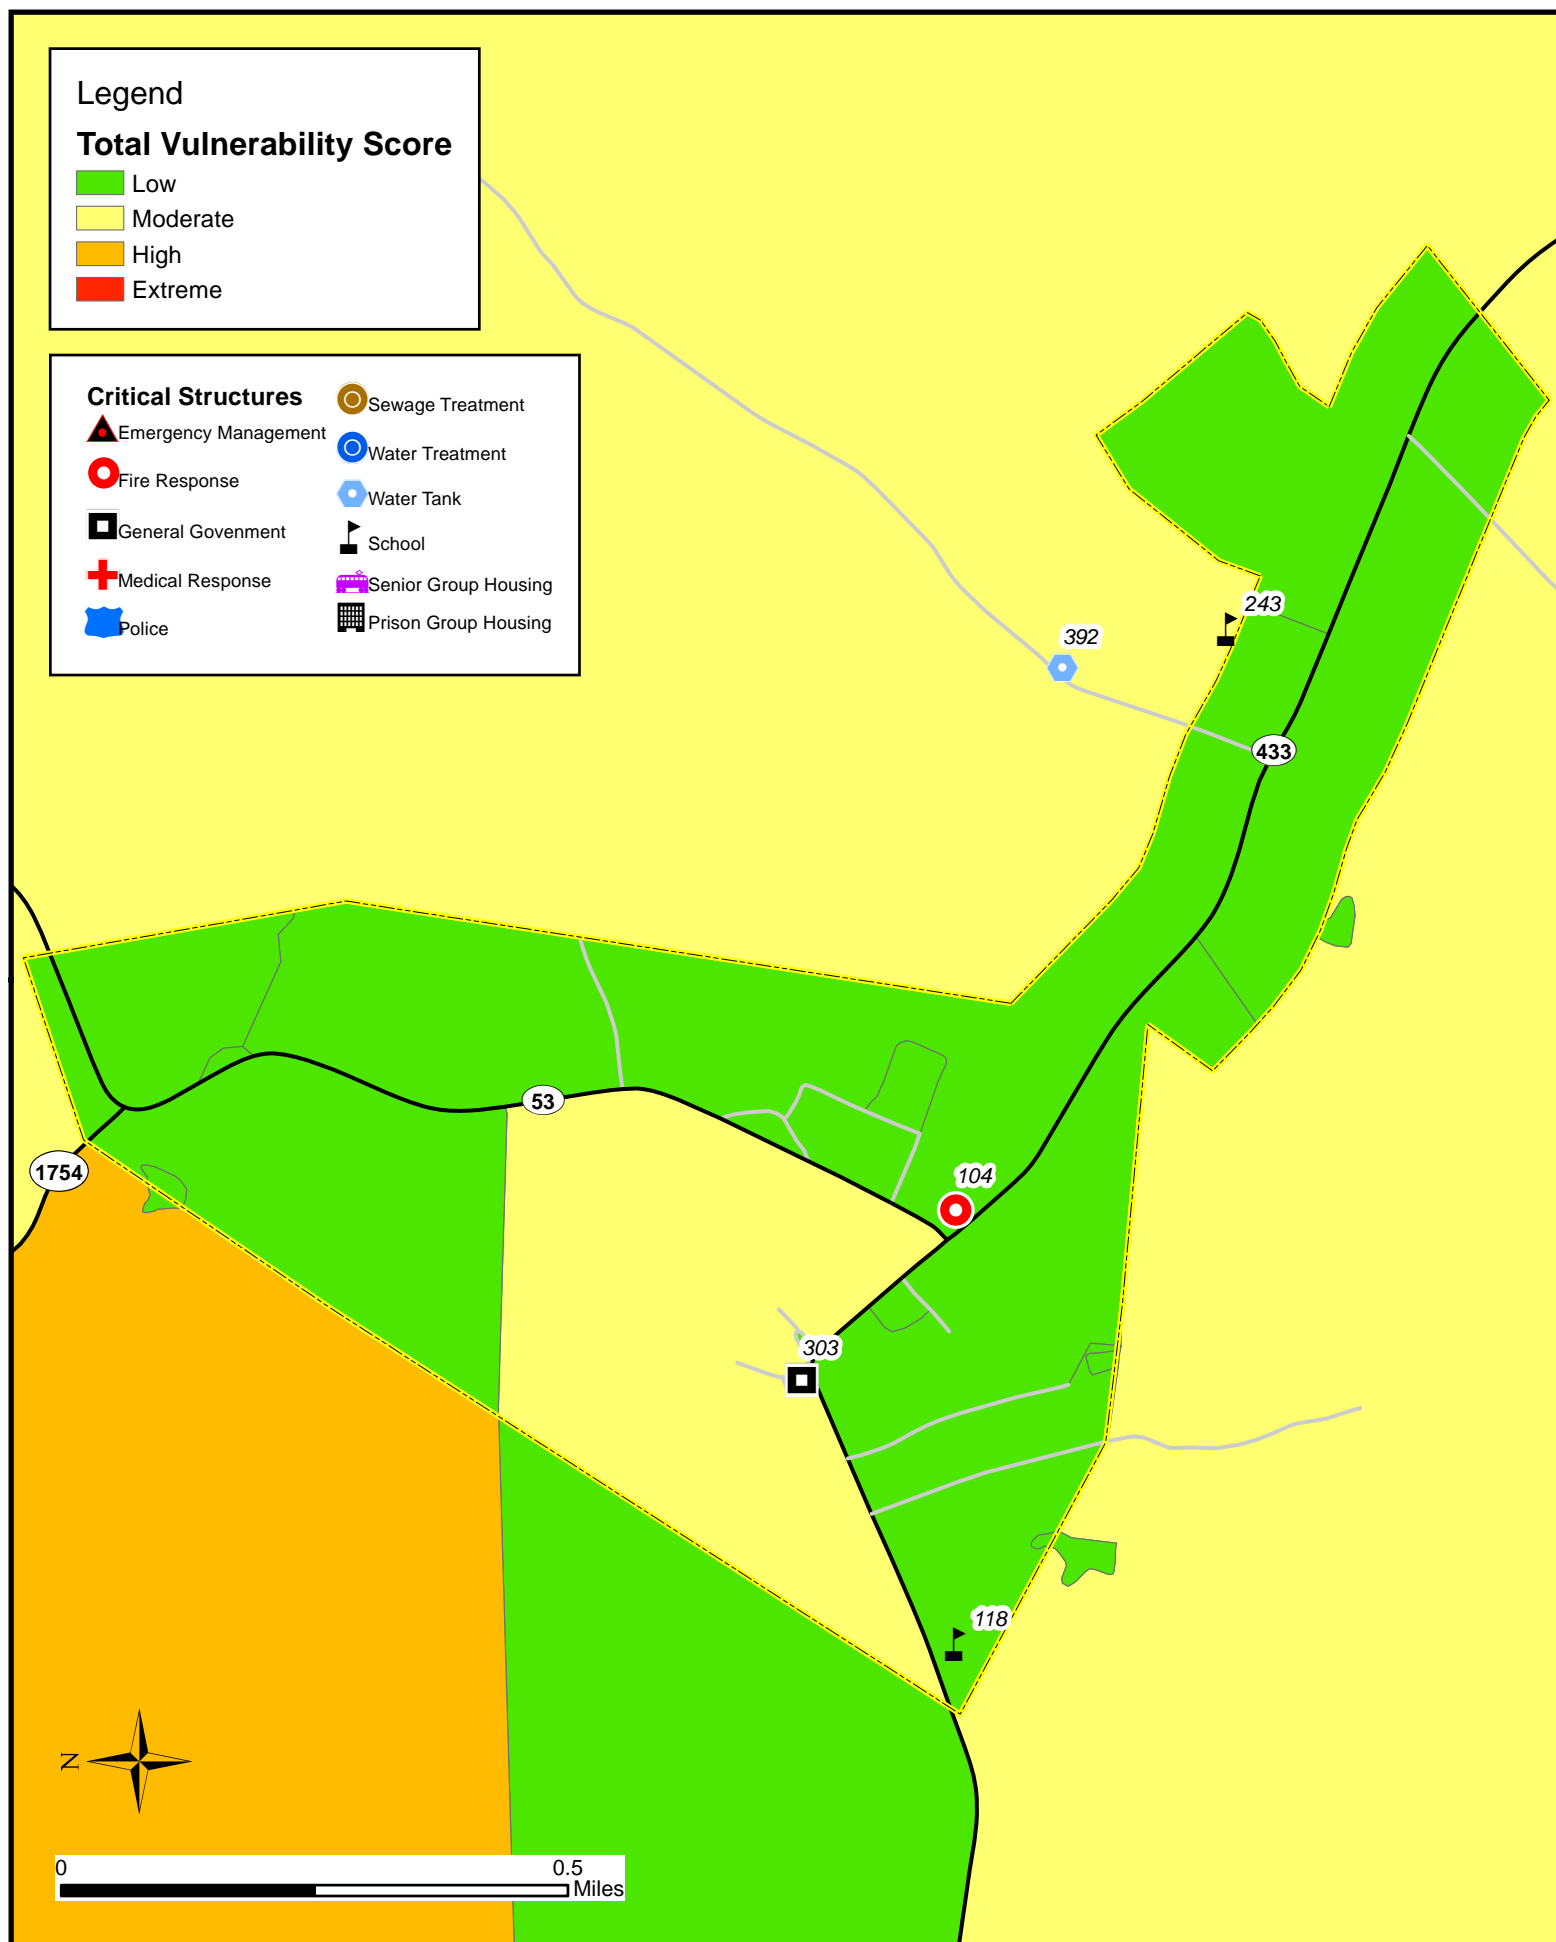 Legend
Total Vulnerability Score
Low
Moderate
High
Extreme
Critical Structures
Emergency Management
Fire Response
General Govenment
Medical Response
Police
Sewage Treatment
Water Treatment
Water Tank
School
Senior Group Housing
Prison Group Housing
243
392
433
53
1754
104
303
118
N
0 0.5
Miles